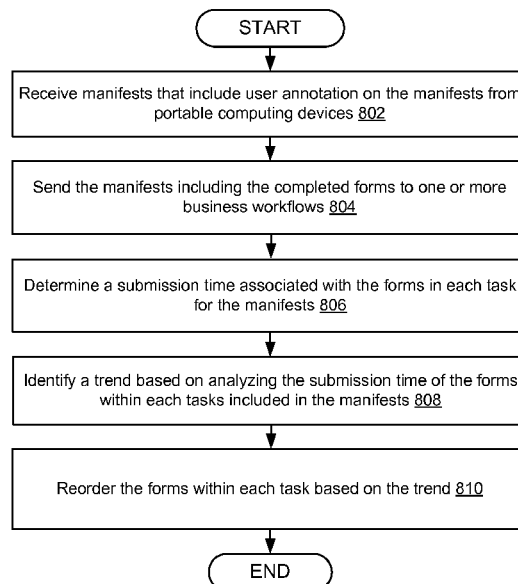 START
Receive manifests that include user annotation on the manifests from
portable computing devices 802
Send the manifests including the completed forms to one or more
business workflows 804
Determine a submission time associated with the forms in each task
for the manifests 806
Identify a trend based on analyzing the submission time of the forms
within each tasks included in the manifests 808
Reorder the forms within each task based on the trend 810
END